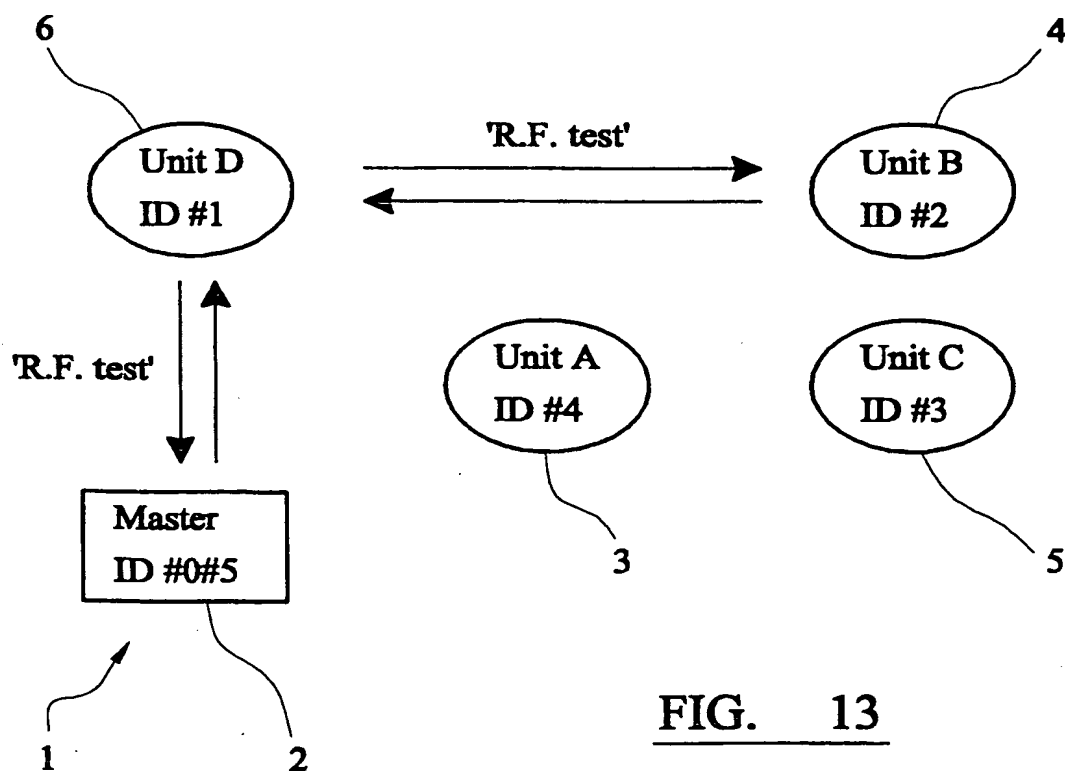 6
4
Unit D
ID #1
'R.F. test'
Unit B
ID #2
'R.F. test'
Unit A
ID #4
Unit C
ID #3
Master
ID #0#5
3
5
1
2
FIG. 13